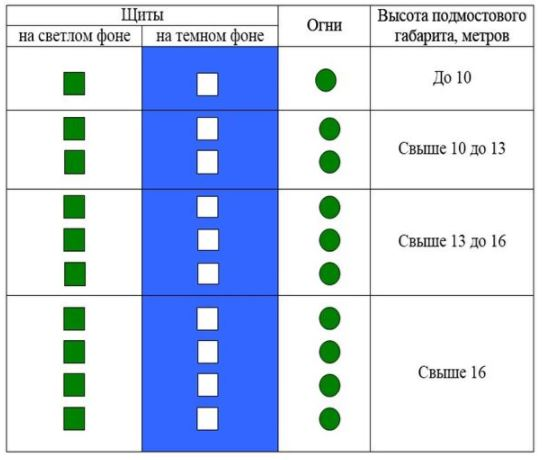 Щиты
на светлом фоне
на темном фоне
Огни
Высота подмостового
габарита, метров
До 10
Свыше 10 до 13
Свыше 13 до 16
Свыше 16